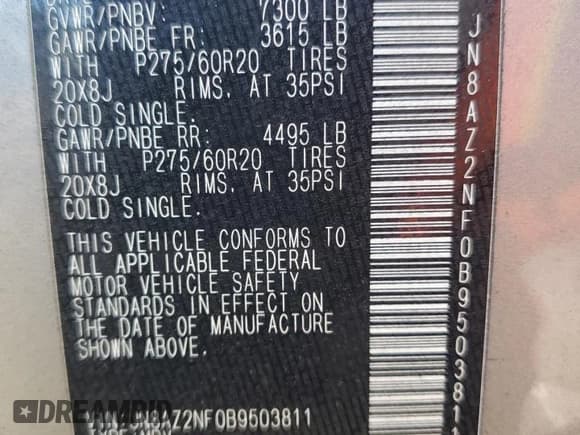 GVWR/PNBV: 7300 LB
GAWR/PNBE FR: 3615 LB
WITH P275/60R20 TIRES
20X8J RIMS, AT 35PSI
COLD SINGLE.
GAWR/PNBE RR: 4495 LB
WITH P275/60R20 TIRES
20X8J RIMS, AT 35PSI
COLD SINGLE.
THIS VEHICLE CONFORMS TO
ALL APPLICABLE FEDERAL
MOTOR VEHICLE SAFETY
STANDARDS IN EFFECT ON
THE DATE OF MANUFACTURE
SHOWN ABOVE.
JN8AZ2NF0B9503811
JN8AZ2NF0B9503811
DREAMBID